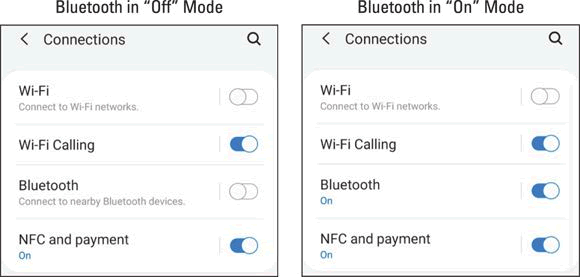 Bluetooth in “Off” Mode
Connections
Wi-Fi
Connect to Wi-Fi networks.
Wi-Fi Calling
Bluetooth
Connect to nearby Bluetooth devices.
NFC and payment
On
Bluetooth in “On” Mode
Connections
Wi-Fi
Connect to Wi-Fi networks.
Wi-Fi Calling
Bluetooth
On
NFC and payment
On